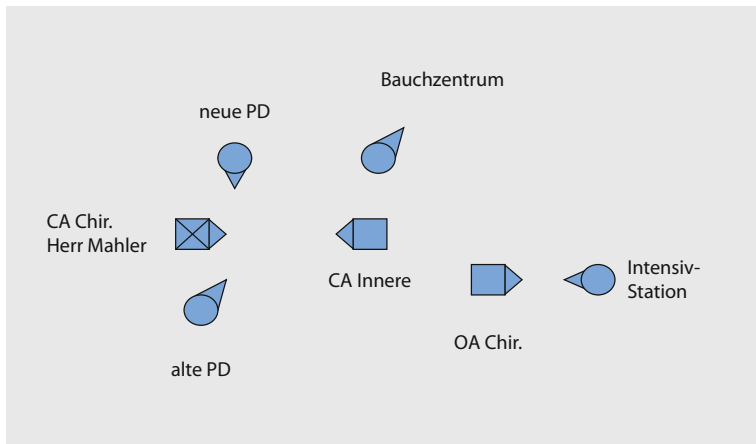 Bauchzentrum
neue PD
CA Chir.
Herr Mahler
CA Innere
Intensiv-
Station
OA Chir.
alte PD